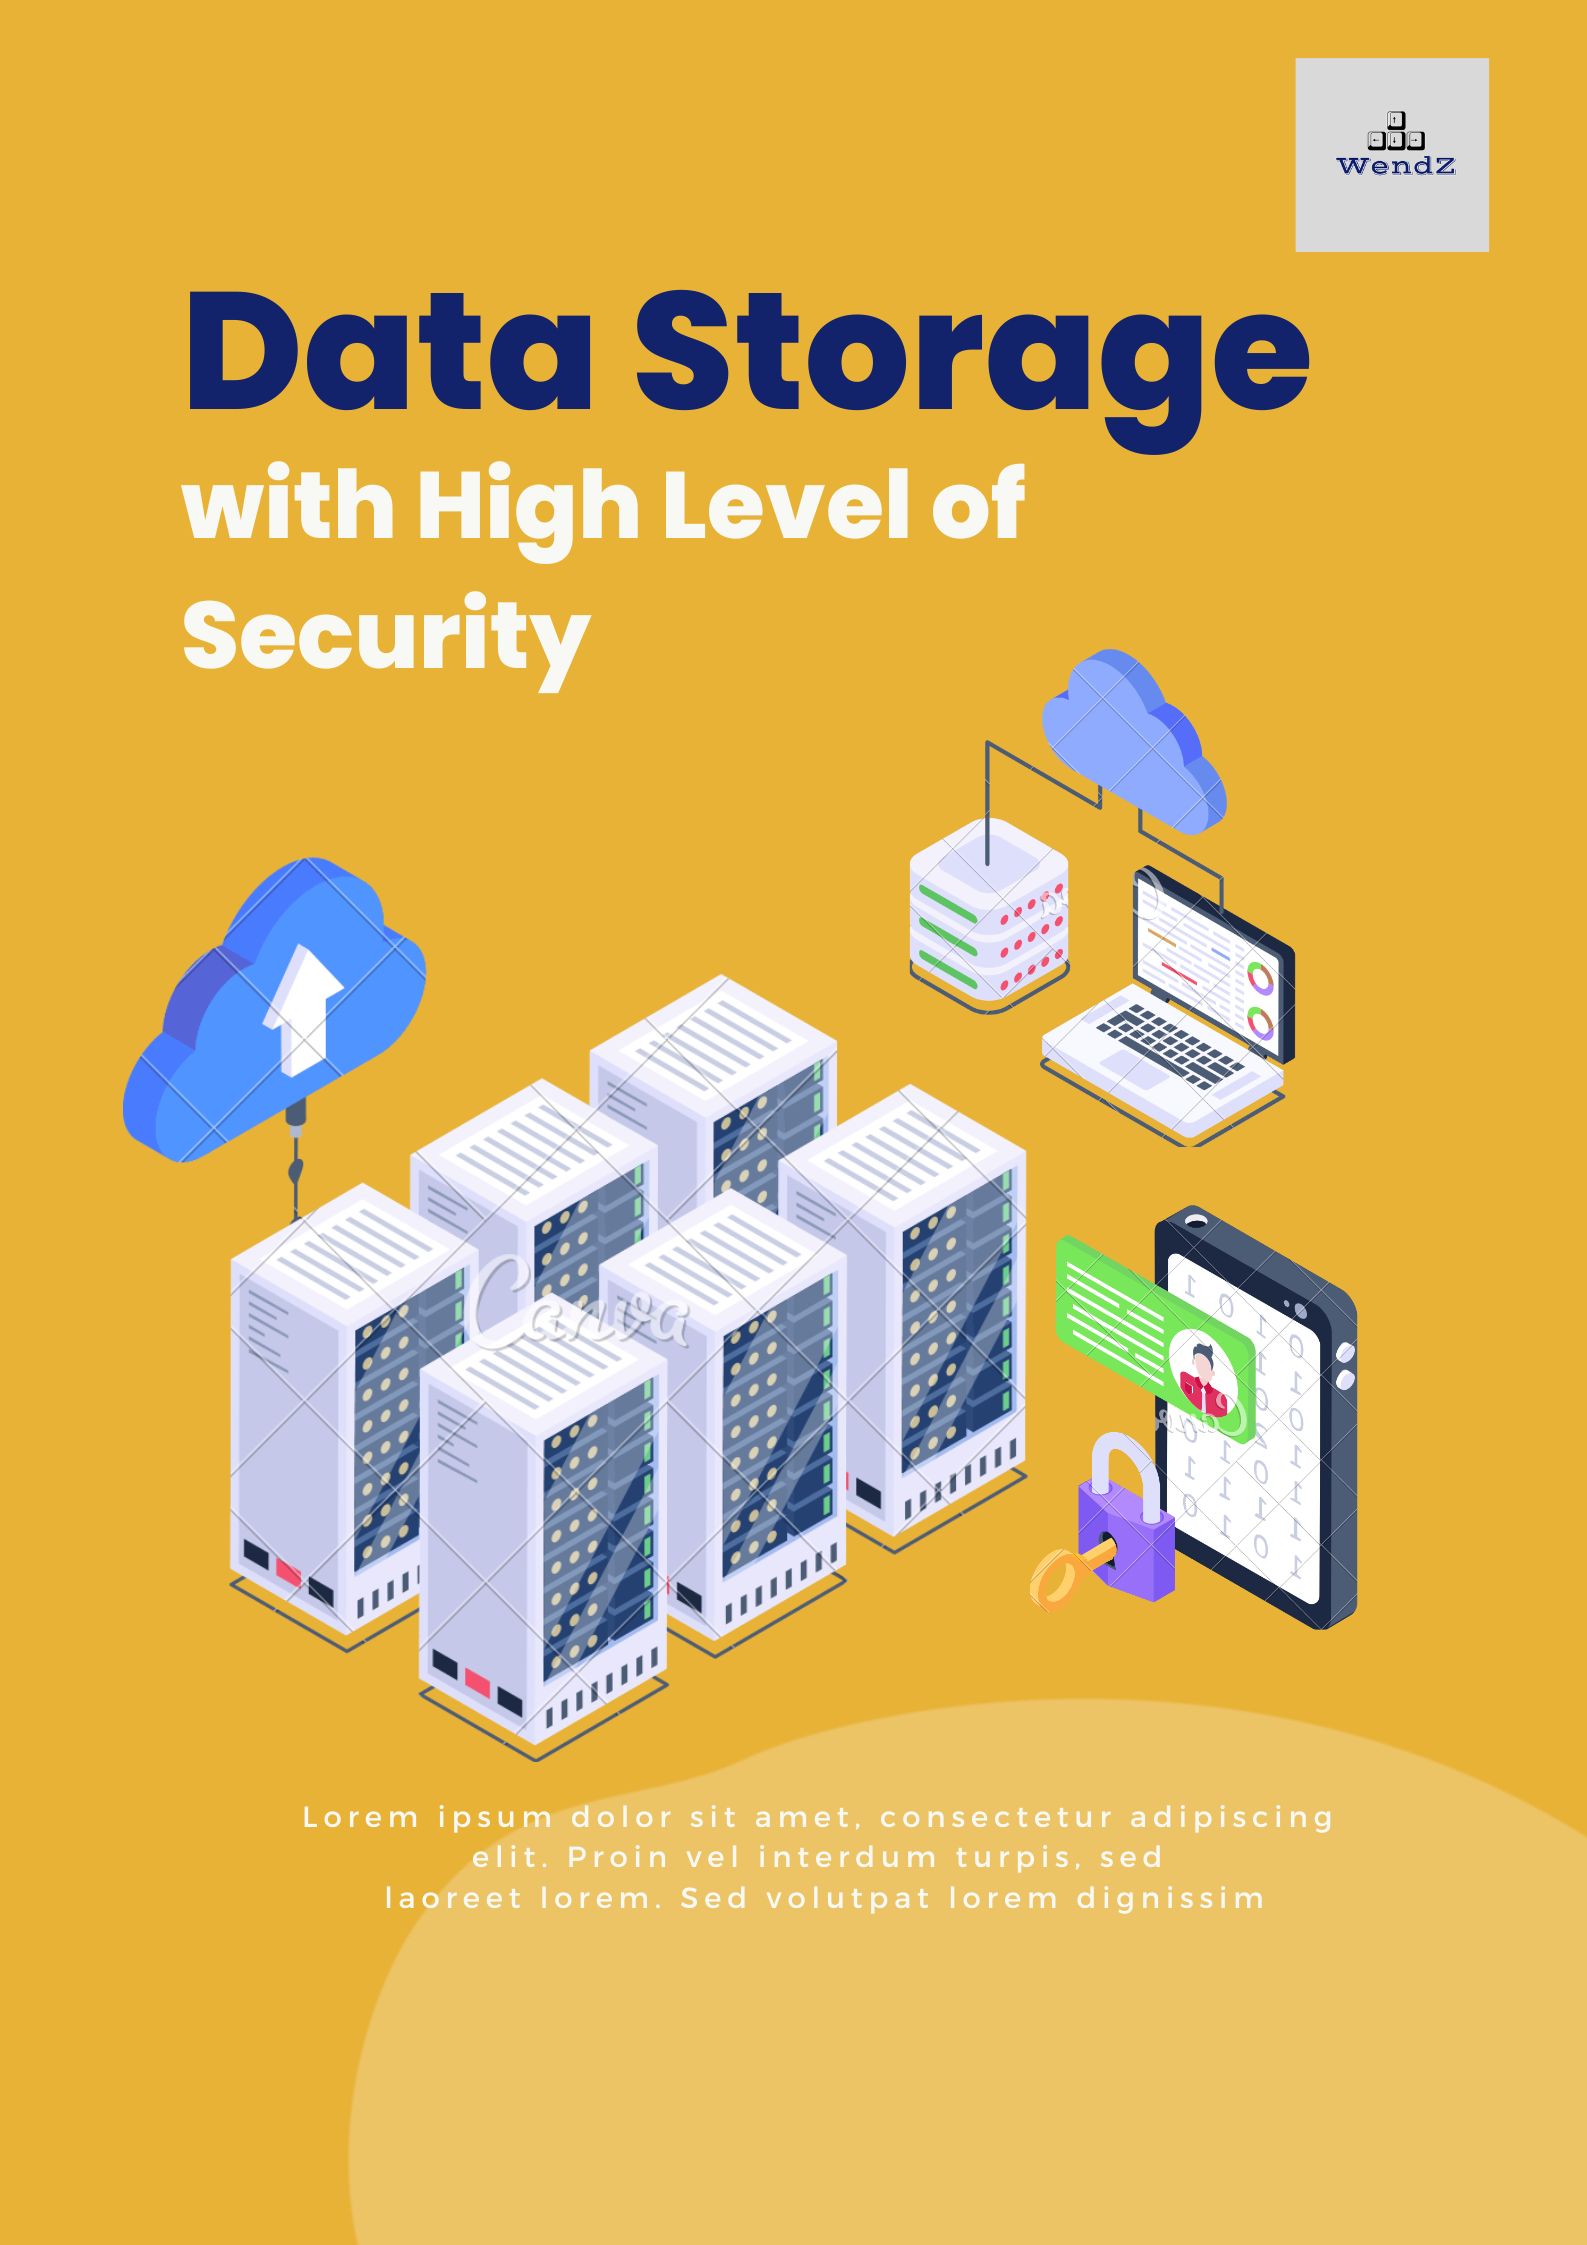 WendZ
Data Storage
with High Level of
Security
Canva
Lorem ipsum dolor sit amet, consectetur adipiscing
elit. Proin vel interdum turpis, sed
laoreet lorem. Sed volutpat lorem dignissim